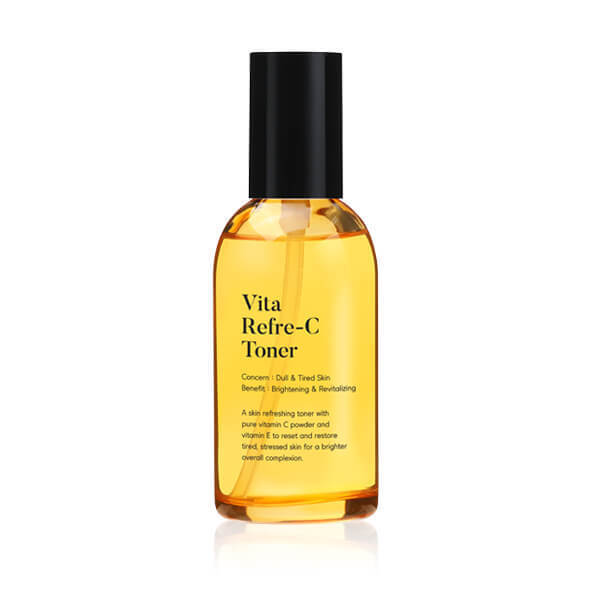 Vita
Refre-C
Toner
Concern : Dull & Tired Skin
Benefit : Brightening & Revitalizing
A skin refreshing toner with
pure vitamin C powder and
vitamin E to reset and restore
tired, stressed skin for a brighter
overall complexion.